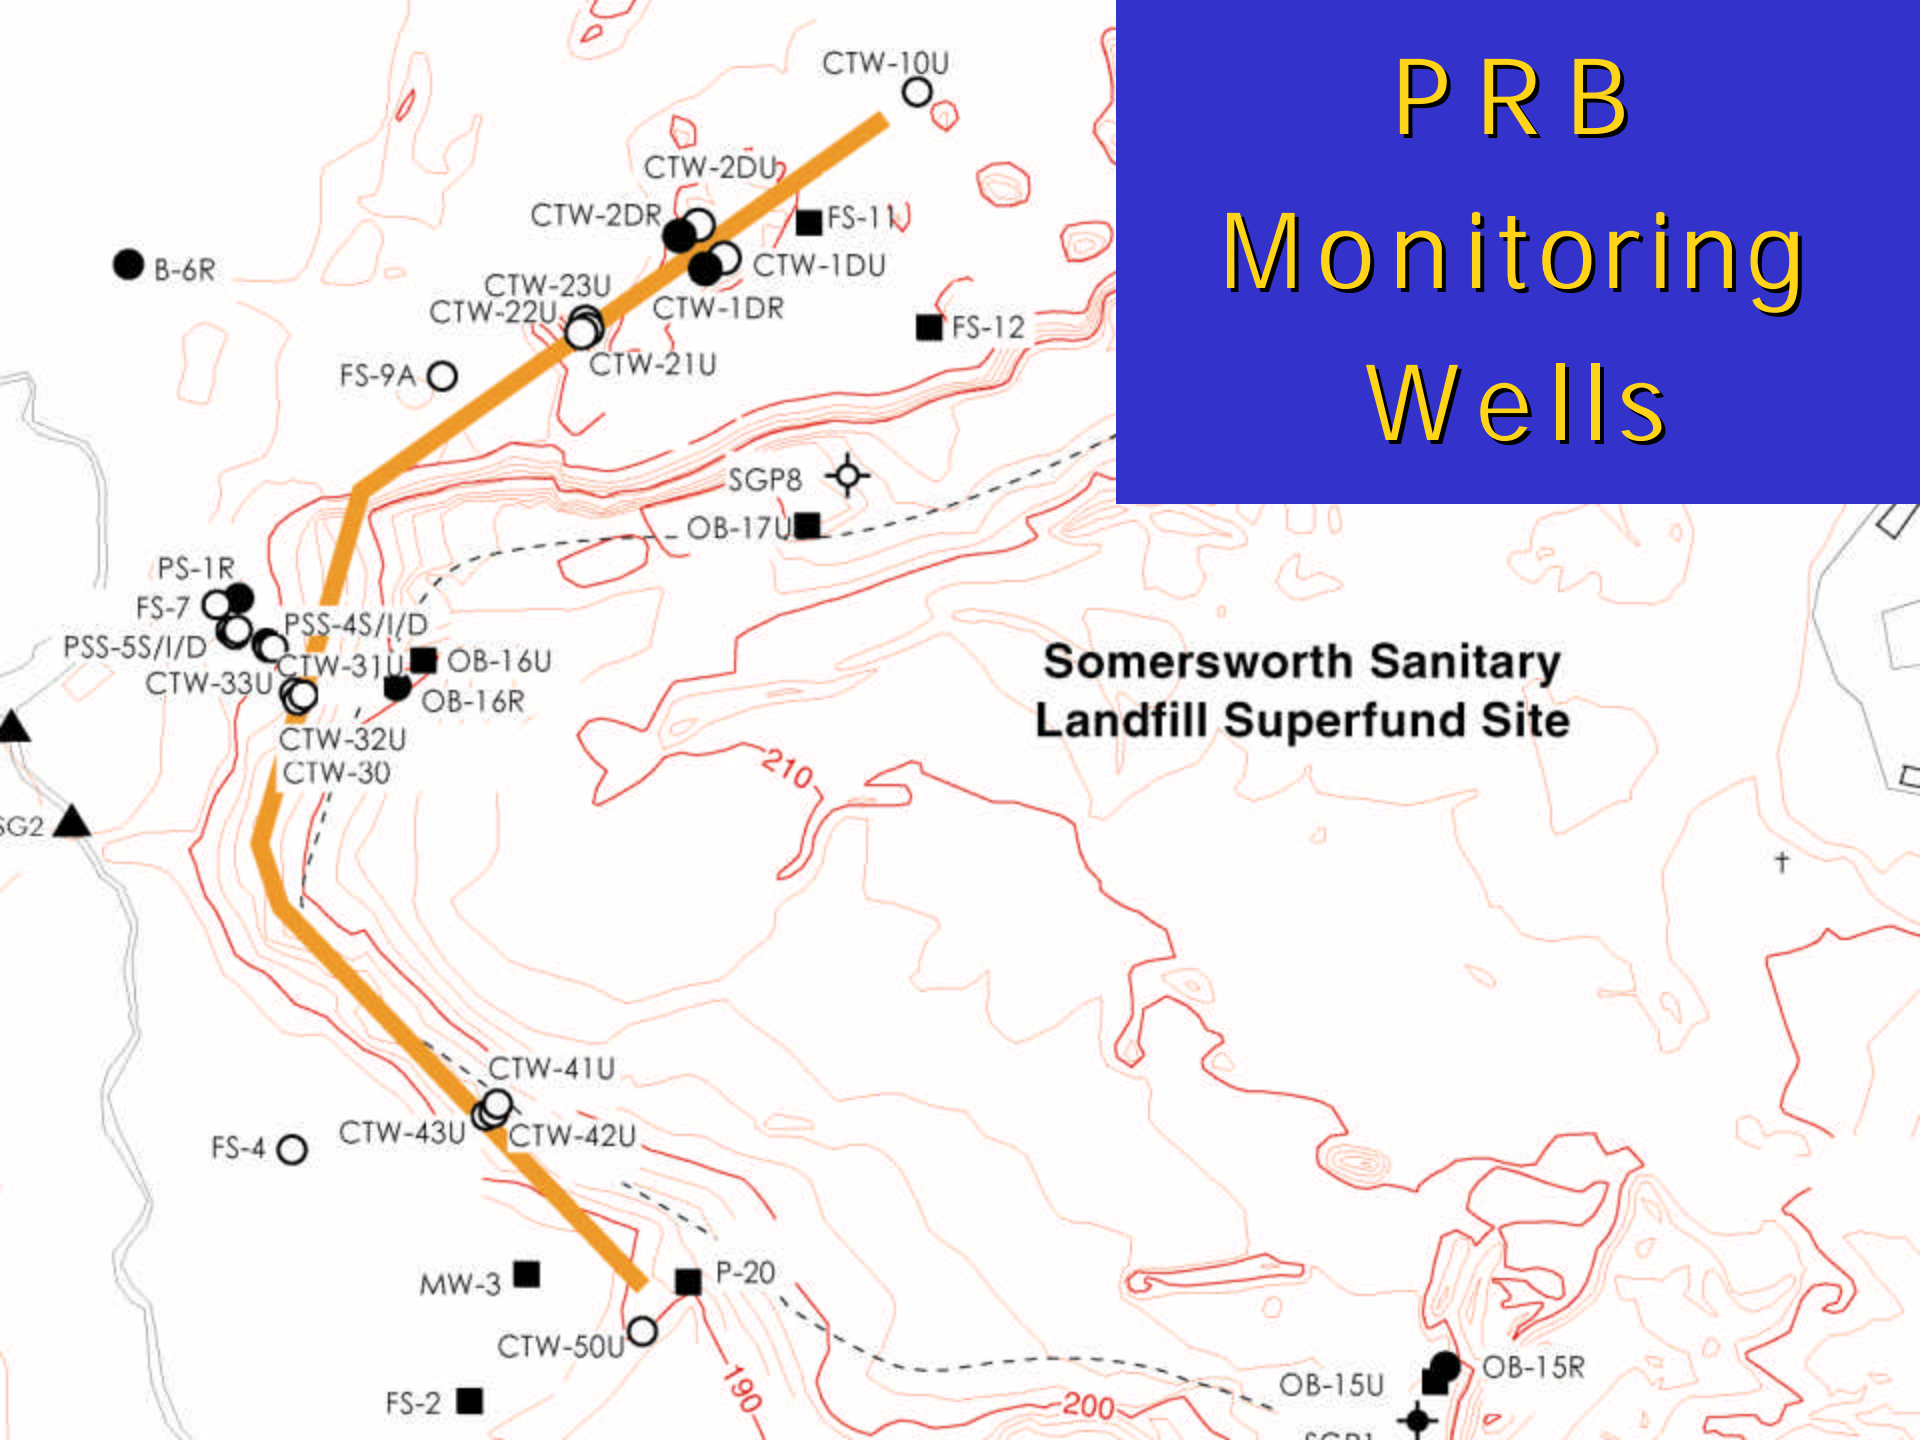 PRB
Monitoring
Wells
CTW-10U
CTW-2DU
CTW-2DR
FS-11
B-6R
CTW-1DU
CTW-23U
CTW-22U
CTW-1DR
FS-12
CTW-21U
FS-9A
SGP8
OB-17U
PS-1R
FS-7
PSS-4S/I/D
PSS-5S/I/D
CTW-31U
OB-16U
CTW-33U
OB-16R
Somersworth Sanitary
Landfill Superfund Site
CTW-32U
CTW-30
210
SG2
CTW-41U
CTW-43U
CTW-42U
FS-4
MW-3
P-20
CTW-50U
190
200
OB-15U
OB-15R
FS-2